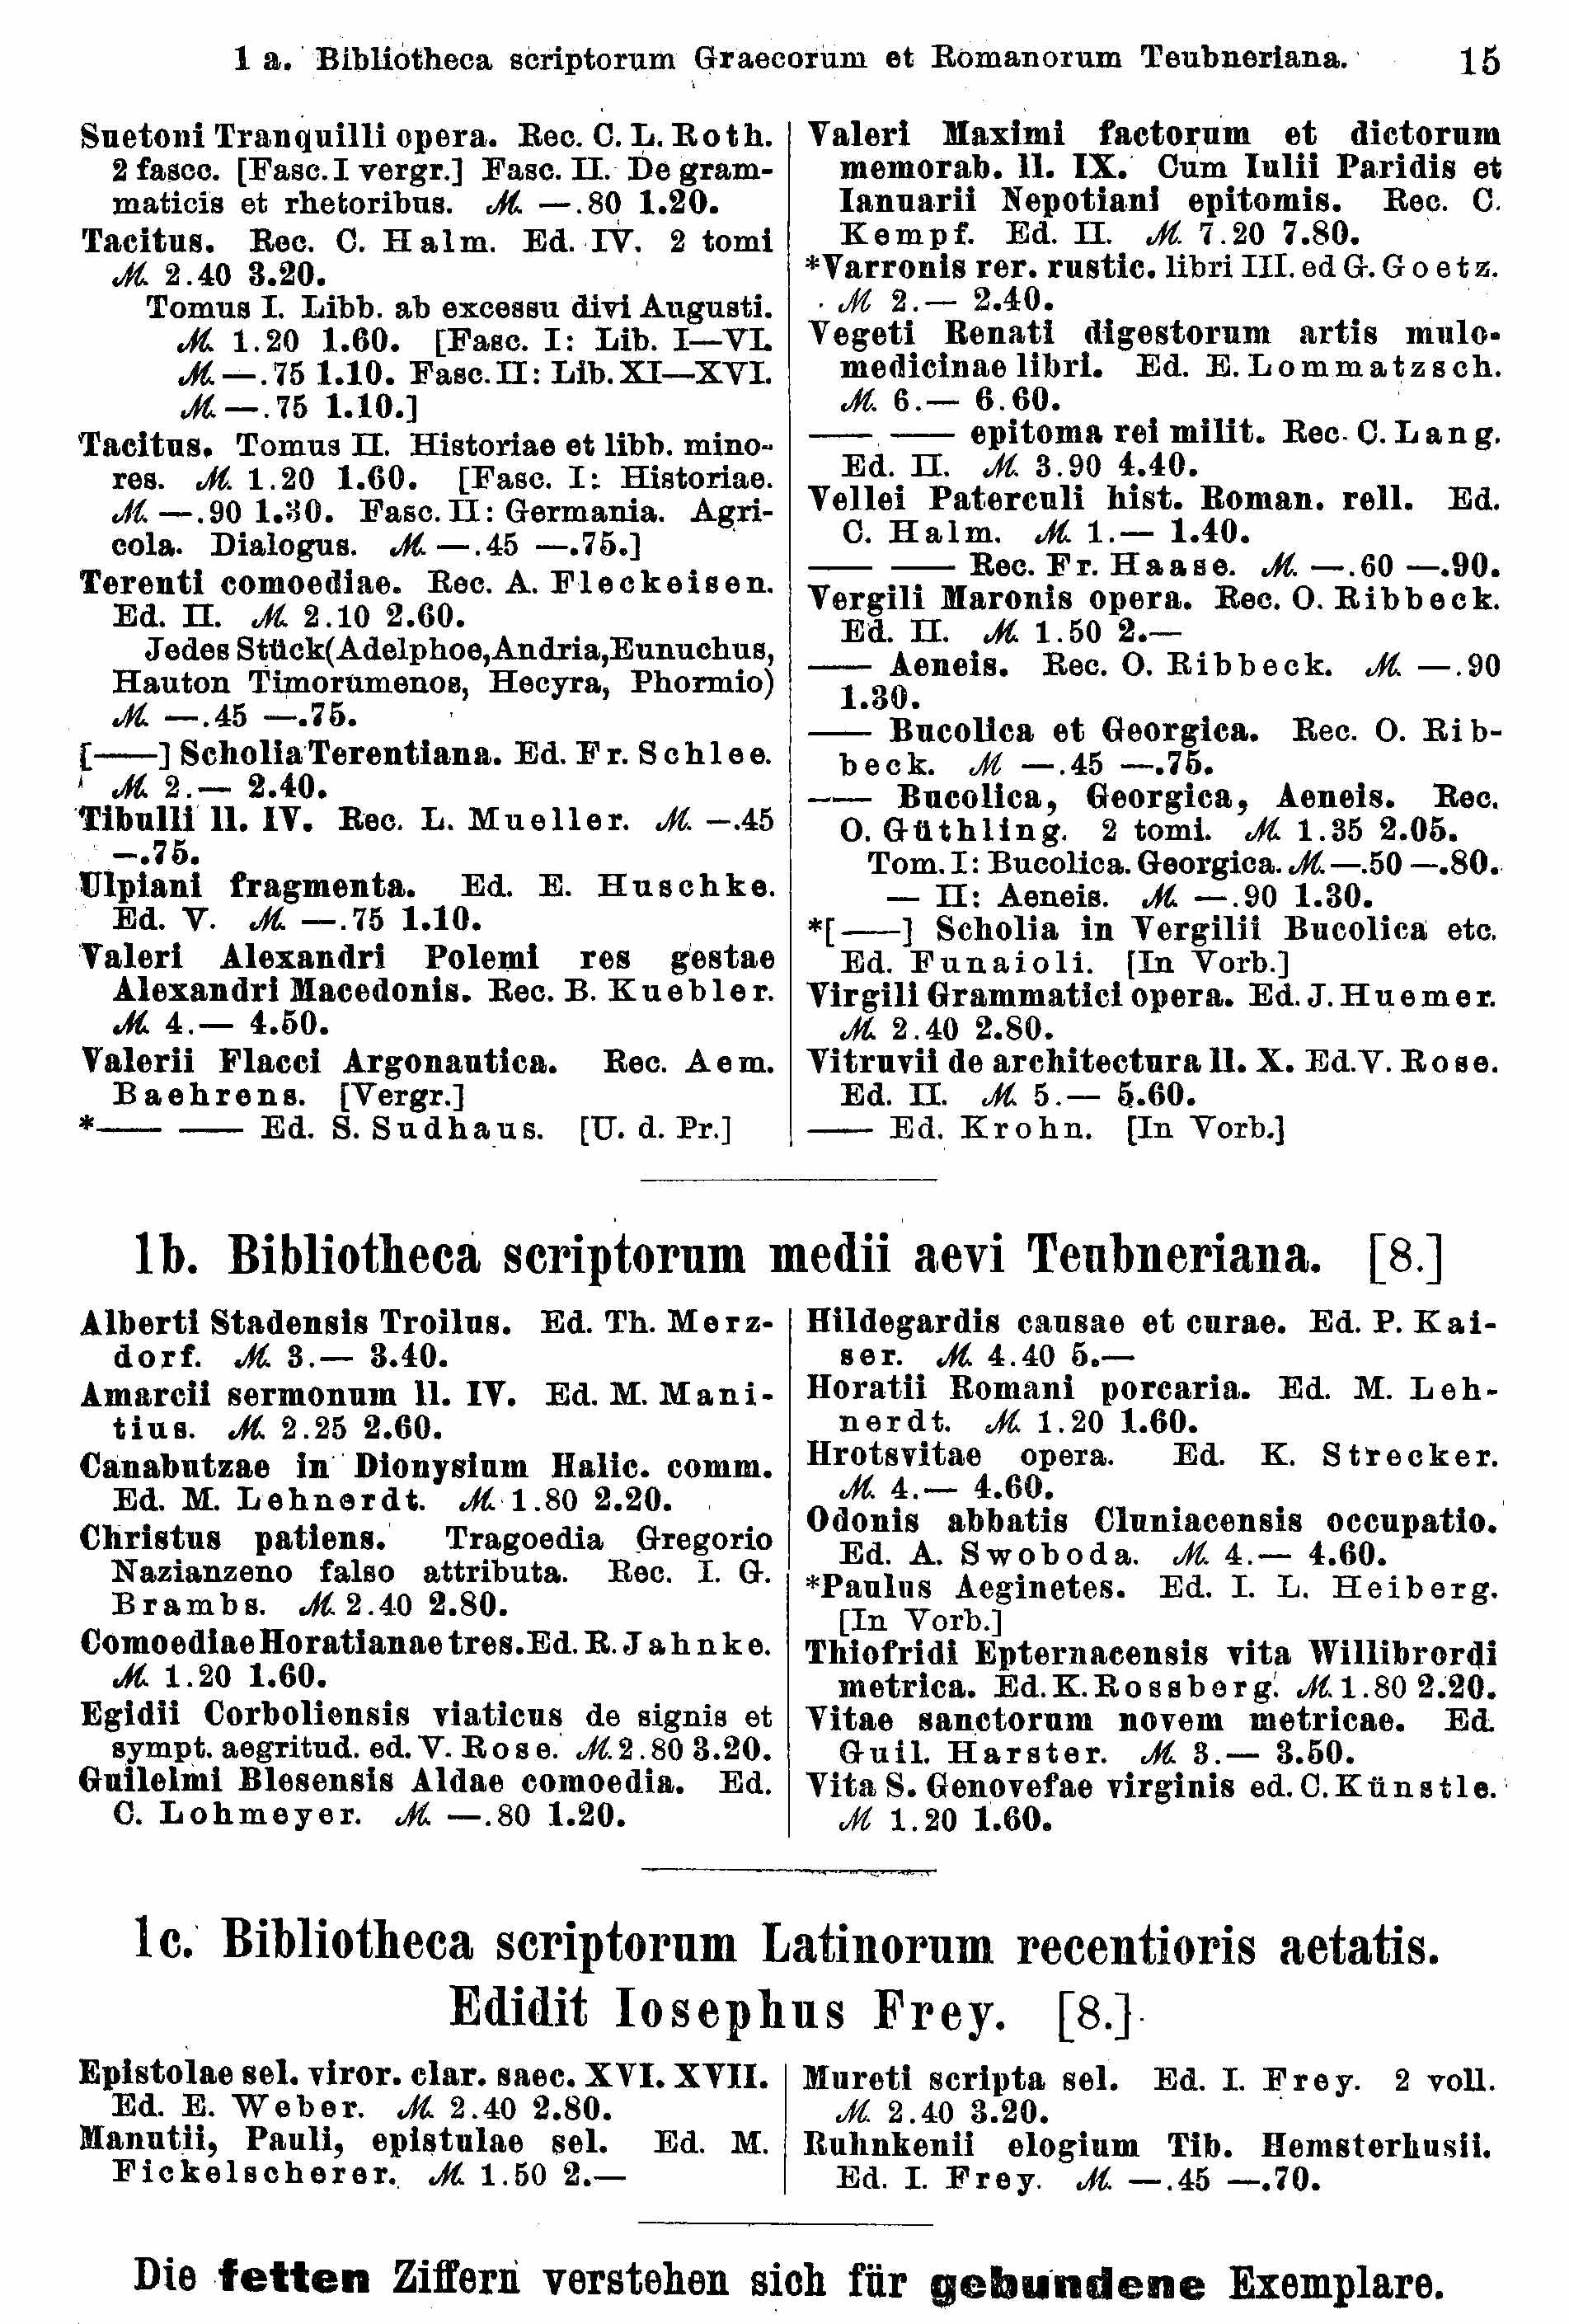 1 a. Bibliotheca scriptorum Graecorum et Romanorum Teubneriana. 15
Suetoni Tranquilli opera. Rec. C. L. Roth.
2 fascc. [Fasc. I vergr.] Fasc. II. De gram-
maticis et rhetoribus. ℳ —.80 1.20.
Tacitus. Rec. C. Halm. Ed. IV. 2 tomi
ℳ 2.40 3.20.
Tomus I. Libb. ab excessu divi Augusti.
ℳ 1.20 1.60. [Fasc. I: Lib. I—VI.
ℳ —.75 1.10. Fasc. II: Lib. XI—XVI.
ℳ —.75 1.10.]
Tacitus. Tomus II. Historiae et libb. mino-
res. ℳ 1.20 1.60. [Fasc. I: Historiae.
ℳ —.90 1.30. Fasc. II: Germania. Agri-
cola. Dialogus. ℳ —.45 —.75.]
Terenti comoediae. Rec. A. Fleckeisen.
Ed. II. ℳ 2.10 2.60.
Jedes Stück (Adelphoe, Andria, Eunuchus,
Hauton Timorumenos, Hecyra, Phormio)
ℳ —.45 —.75.
[——] Scholia Terentiana. Ed. Fr. Schlee.
ℳ 2.— 2.40.
Tibulli ll. IV. Rec. L. Mueller. ℳ —.45
—.75.
Ulpiani fragmenta. Ed. E. Huschke.
Ed. V. ℳ —.75 1.10.
Valeri Alexandri Polemi res gestae
Alexandri Macedonis. Rec. B. Kuebler.
ℳ 4.— 4.50.
Valerii Flacci Argonautica. Rec. Aem.
Baehrens. [Vergr.]
*—— —— Ed. S. Sudhaus. [U. d. Pr.]
Valeri Maximi factorum et dictorum
memorab. ll. IX. Cum Iulii Paridis et
Ianuarii Nepotiani epitomis. Rec. C.
Kempf. Ed. II. ℳ 7.20 7.80.
*Varronis rer. rustic. libri III. ed G. Goetz.
ℳ 2.— 2.40.
Vegeti Renati digestorum artis mulo-
medicinae libri. Ed. E. Lommatzsch.
ℳ 6.— 6.60.
—— —— epitoma rei milit. Rec. C. Lang.
Ed. II. ℳ 3.90 4.40.
Vellei Paterculi hist. Roman. rell. Ed.
C. Halm. ℳ 1.— 1.40.
—— —— Rec. Fr. Haase. ℳ —.60 —.90.
Vergili Maronis opera. Rec. O. Ribbeck.
Ed. II. ℳ 1.50 2.—
—— Aeneis. Rec. O. Ribbeck. ℳ —.90
1.30.
—— Bucolica et Georgica. Rec. O. Rib-
beck. ℳ —.45 —.75.
—— Bucolica, Georgica, Aeneis. Rec.
O. Güthling. 2 tomi. ℳ 1.35 2.05.
Tom. I: Bucolica. Georgica. ℳ —.50 —.80.
— II: Aeneis. ℳ —.90 1.30.
*[——] Scholia in Vergilii Bucolica etc.
Ed. Funaioli. [In Vorb.]
Virgili Grammatici opera. Ed. J. Huemer.
ℳ 2.40 2.80.
Vitruvii de architectura ll. X. Ed. V. Rose.
Ed. II. ℳ 5.— 5.60.
—— Ed. Krohn. [In Vorb.]
1b. Bibliotheca scriptorum medii aevi Teubneriana. [8.]
Alberti Stadensis Troilus. Ed. Th. Merz-
dorf. ℳ 3.— 3.40.
Amarcii sermonum ll. IV. Ed. M. Mani-
tius. ℳ 2.25 2.60.
Canabutzae in Dionysium Halic. comm.
Ed. M. Lehnerdt. ℳ 1.80 2.20.
Christus patiens. Tragoedia Gregorio
Nazianzeno falso attributa. Rec. I. G.
Brambs. ℳ 2.40 2.80.
Comoediae Horatianae tres. Ed. R. Jahnke.
ℳ 1.20 1.60.
Egidii Corboliensis viaticus de signis et
sympt. aegritud. ed. V. Rose. ℳ 2.80 3.20.
Guilelmi Blesensis Aldae comoedia. Ed.
C. Lohmeyer. ℳ —.80 1.20.
Hildegardis causae et curae. Ed. P. Kai-
ser. ℳ 4.40 5.—
Horatii Romani porcaria. Ed. M. Leh-
nerdt. ℳ 1.20 1.60.
Hrotsvitae opera. Ed. K. Strecker.
ℳ 4.— 4.60.
Odonis abbatis Cluniacensis occupatio.
Ed. A. Swoboda. ℳ 4.— 4.60.
*Paulus Aeginetes. Ed. I. L. Heiberg.
[In Vorb.]
Thiofridi Epternacensis vita Willibrordi
metrica. Ed. K. Rossberg. ℳ 1.80 2.20.
Vitae sanctorum novem metricae. Ed.
Guil. Harster. ℳ 3.— 3.50.
Vita S. Genovefae virginis ed. C. Künstle.
ℳ 1.20 1.60.
1c. Bibliotheca scriptorum Latinorum recentioris aetatis.
Edidit Iosephus Frey. [8.]
Epistolae sel. viror. clar. saec. XVI. XVII.
Ed. E. Weber. ℳ 2.40 2.80.
Manutii, Pauli, epistulae sel. Ed. M.
Fickelscherer. ℳ 1.50 2.—
Mureti scripta sel. Ed. I. Frey. 2 voll.
ℳ 2.40 3.20.
Ruhnkenii elogium Tib. Hemsterhusii.
Ed. I. Frey. ℳ —.45 —.70.
Die fetten Ziffern verstehen sich für gebundene Exemplare.